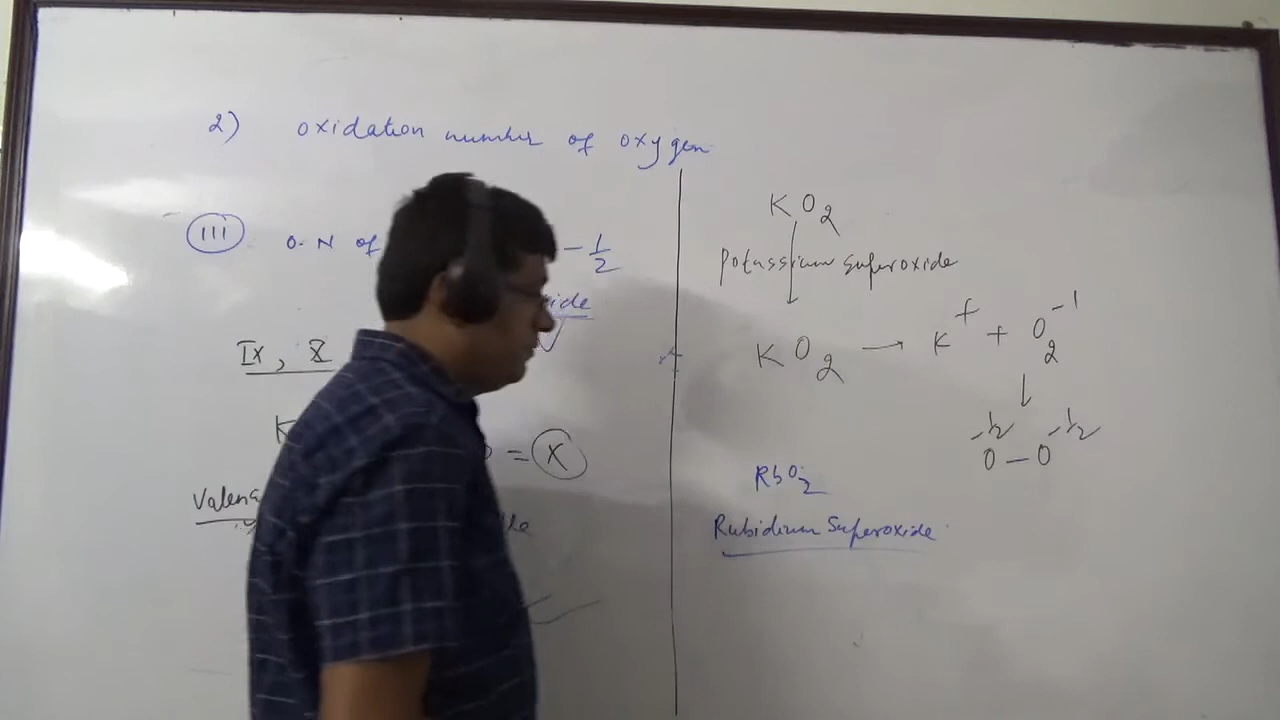 2) oxidation number of oxygen
III O.N of -1/2
ide
IX, X
K = X
Valen
KO2
Potassium superoxide
KO2 → K+ + O2-1
-1/2 -1/2
O — O
RbO2
Rubidium Superoxide